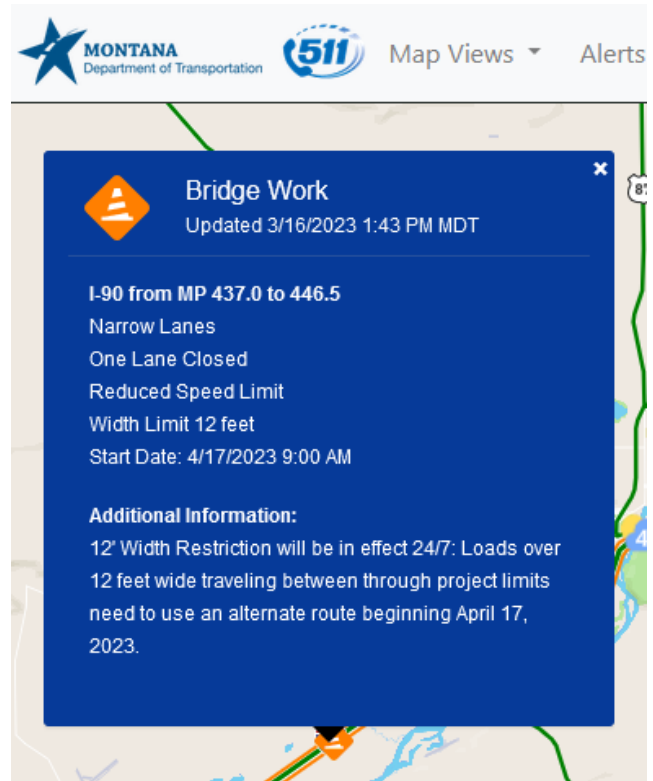 MONTANA
Department of Transportation
511
Map Views
Alerts
Bridge Work
Updated 3/16/2023 1:43 PM MDT
I-90 from MP 437.0 to 446.5
Narrow Lanes
One Lane Closed
Reduced Speed Limit
Width Limit 12 feet
Start Date: 4/17/2023 9:00 AM
Additional Information:
12' Width Restriction will be in effect 24/7: Loads over
12 feet wide traveling between through project limits
need to use an alternate route beginning April 17,
2023.